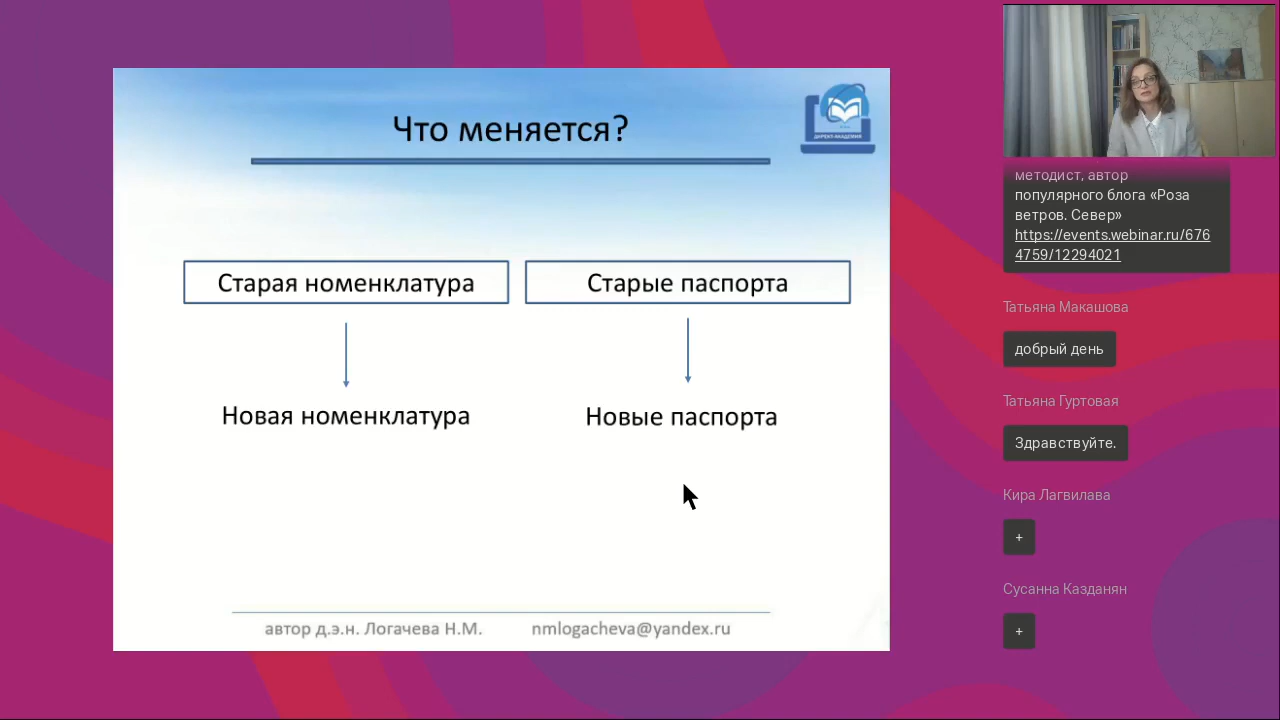 Что меняется?
ДИРЕКТ-АКАДЕМИЯ
Старая номенклатура
Старые паспорта
Новая номенклатура
Новые паспорта
автор д.э.н. Логачева Н.М.
nmlogacheva@yandex.ru
методист, автор
популярного блога «Роза
ветров. Север»
https://events.webinar.ru/676
4759/12294021
Татьяна Макашова
добрый день
Татьяна Гуртовая
Здравствуйте.
Кира Лагвилава
+
Сусанна Казданян
+